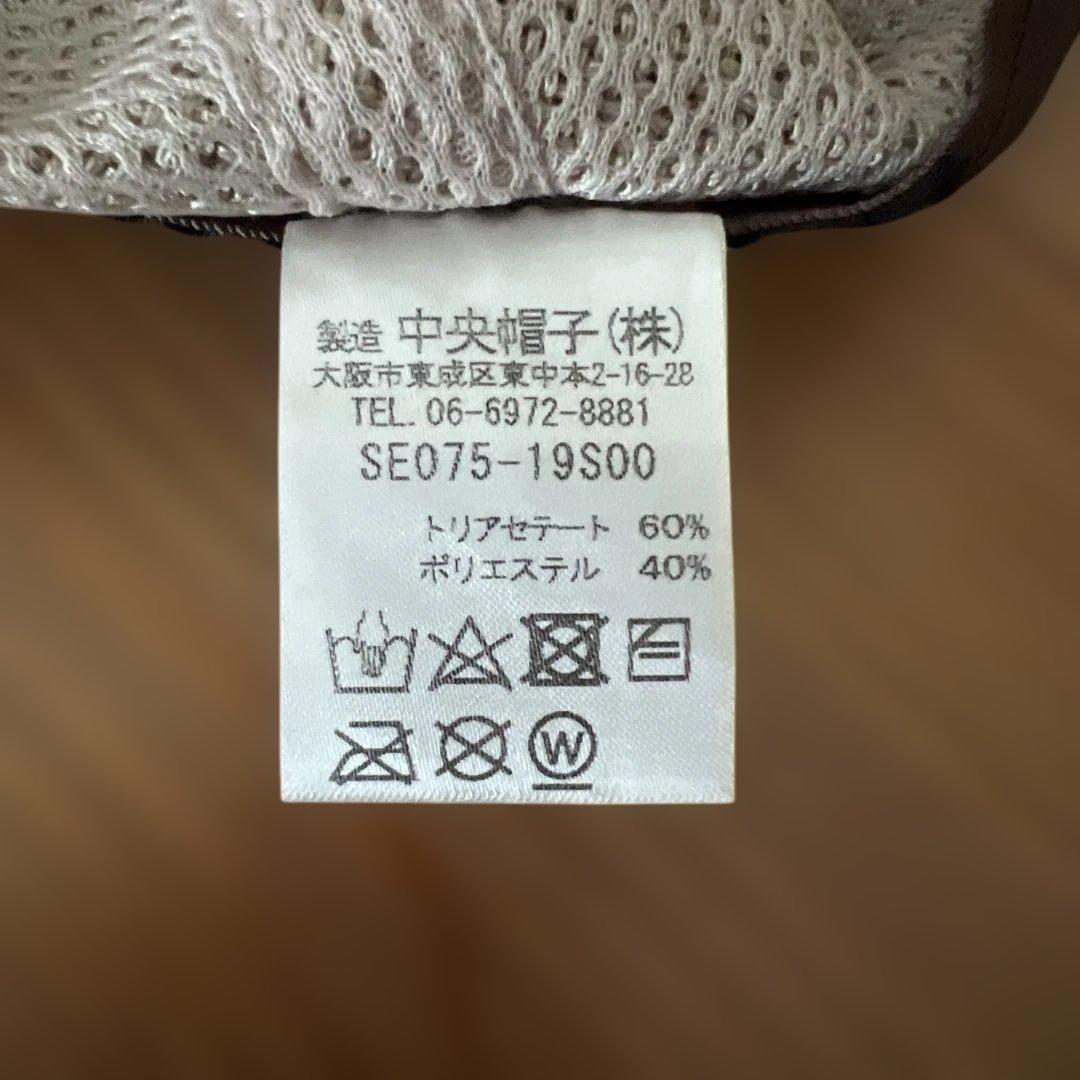 製造 中央帽子(株)
大阪市東成区東中本2-16-28
TEL. 06-6972-8881
SE075-19S00
トリアセテート 60%
ポリエステル 40%
W